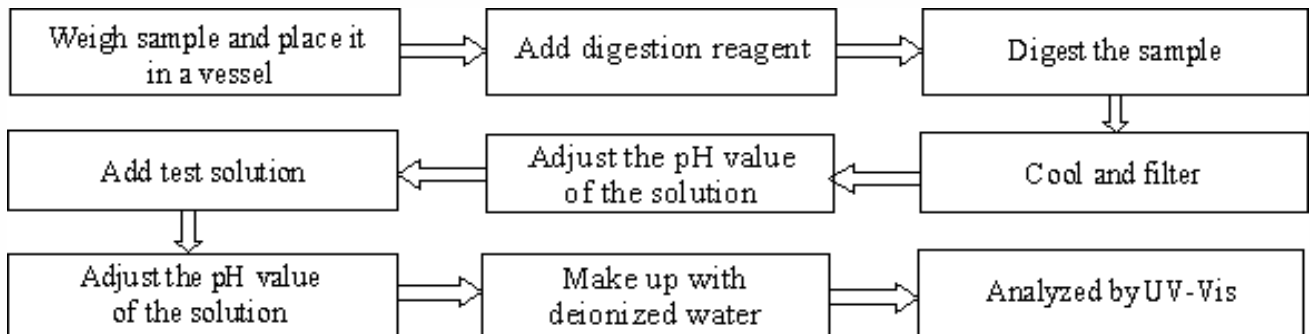 Weigh sample and place it
in a vessel
Add digestion reagent
Digest the sample
Cool and filter
Adjust the pH value
of the solution
Add test solution
Adjust the pH value
of the solution
Make up with
deionized water
Analyzed by UV-Vis